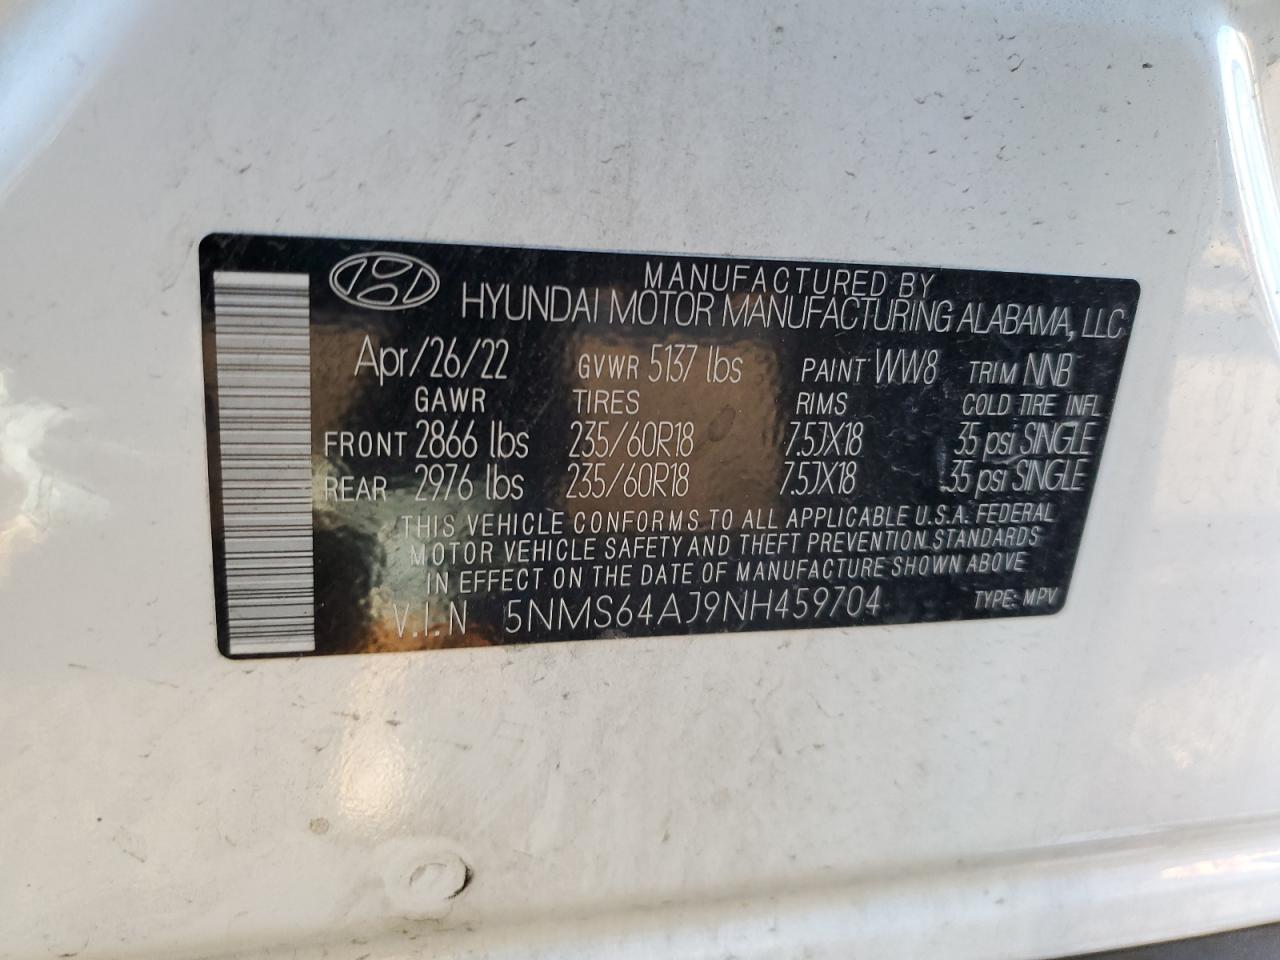 MANUFACTURED BY
HYUNDAI MOTOR MANUFACTURING ALABAMA, LLC
Apr/26/22 GVWR 5137 lbs PAINT WW8 TRIM NNB
GAWR TIRES RIMS COLD TIRE INFL
FRONT 2866 lbs 235/60R18 7.5JX18 35 psi SINGLE
REAR 2976 lbs 235/60R18 7.5JX18 35 psi SINGLE
THIS VEHICLE CONFORMS TO ALL APPLICABLE U.S.A. FEDERAL
MOTOR VEHICLE SAFETY AND THEFT PREVENTION STANDARDS
IN EFFECT ON THE DATE OF MANUFACTURE SHOWN ABOVE
V.I.N 5NMS64AJ9NH459704 TYPE: MPV